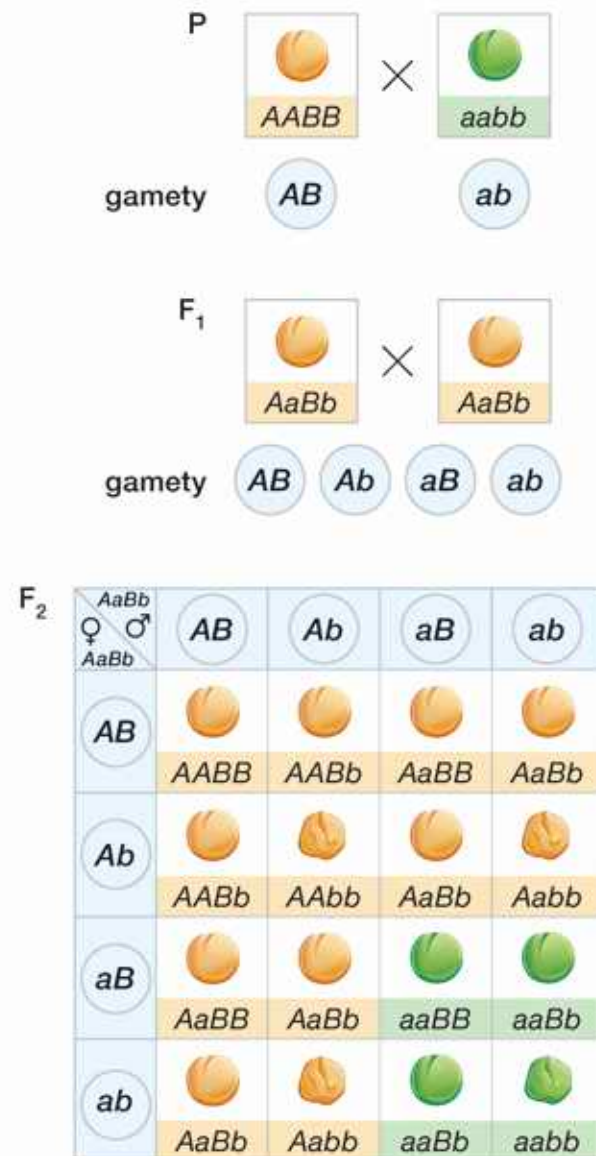 P
AABB aabb
gamety AB ab
F₁
AaBb AaBb
gamety AB Ab aB ab
F₂
AaBb
♀ ♂
AaBb
AB Ab aB ab
AB
AABB AABb AaBB AaBb
Ab
AABb AAbb AaBb Aabb
aB
AaBB AaBb aaBB aaBb
ab
AaBb Aabb aaBb aabb